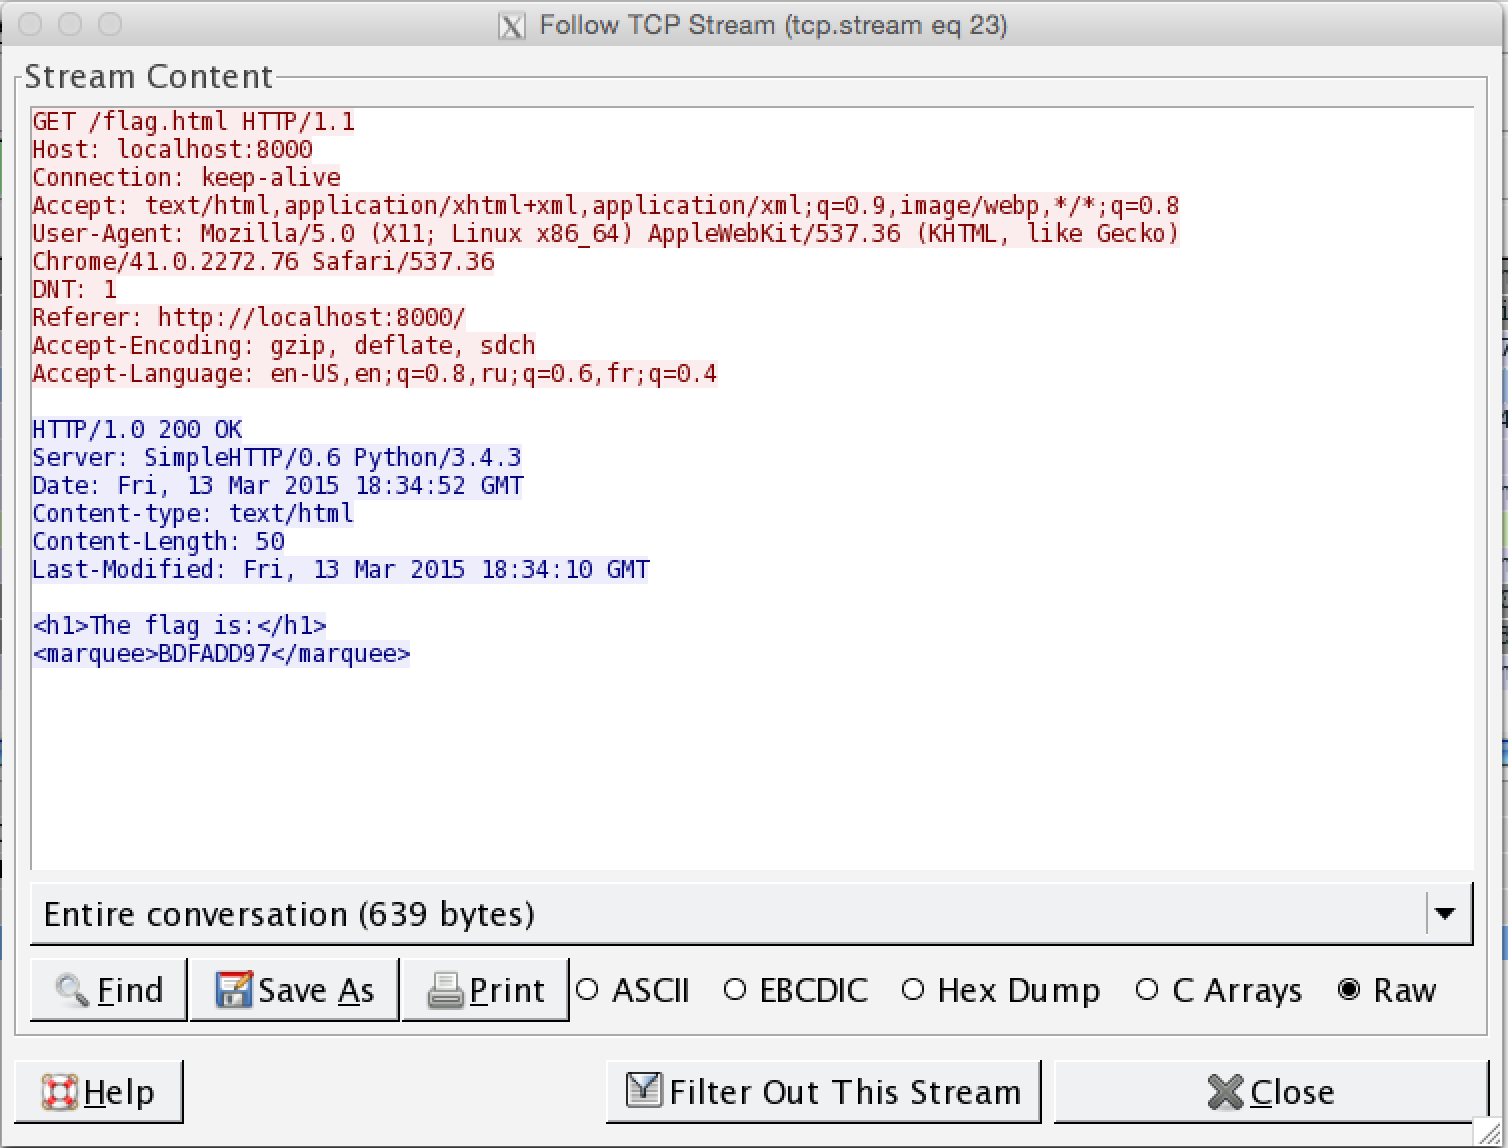 Follow TCP Stream (tcp.stream eq 23)
Stream Content
GET /flag.html HTTP/1.1
Host: localhost:8000
Connection: keep-alive
Accept: text/html,application/xhtml+xml,application/xml;q=0.9,image/webp,*/*;q=0.8
User-Agent: Mozilla/5.0 (X11; Linux x86_64) AppleWebKit/537.36 (KHTML, like Gecko)
Chrome/41.0.2272.76 Safari/537.36
DNT: 1
Referer: http://localhost:8000/
Accept-Encoding: gzip, deflate, sdch
Accept-Language: en-US,en;q=0.8,ru;q=0.6,fr;q=0.4
HTTP/1.0 200 OK
Server: SimpleHTTP/0.6 Python/3.4.3
Date: Fri, 13 Mar 2015 18:34:52 GMT
Content-type: text/html
Content-Length: 50
Last-Modified: Fri, 13 Mar 2015 18:34:10 GMT
<h1>The flag is:</h1>
<marquee>BDFADD97</marquee>
Entire conversation (639 bytes)
Find Save As Print ASCII EBCDIC Hex Dump C Arrays Raw
Help Filter Out This Stream Close